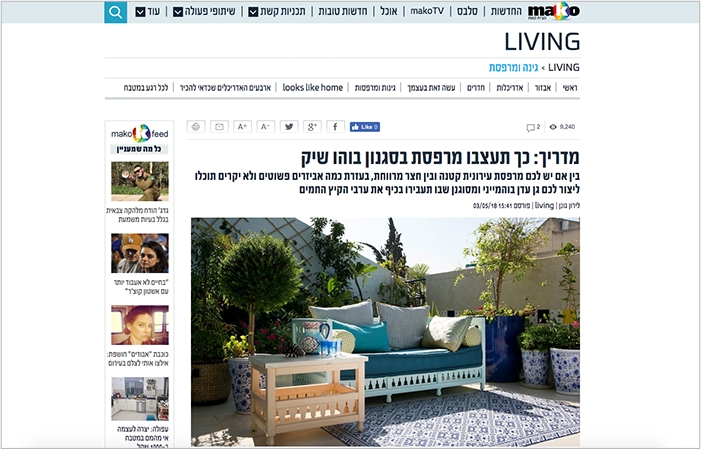 mako החדשות סלבס makoTV אוכל חדשות טובות תכניות קשת שיתופי פעולה עוד
LIVING
LIVING › גינה ומרפסת
ראשי אבזור אדריכלות חדרים עשה זאת בעצמך גינות ומרפסות looks like home ארבעים האדריכלים שכדאי להכיר לכל רגע במטבח
9,240 2 Like 0 f g+ A- A+
מדריך: כך תעצבו מרפסת בסגנון בוהו שיק
בין אם יש לכם מרפסת עירונית קטנה ובין חצר מרווחת, בעזרת כמה אביזרים פשוטים ולא יקרים תוכלו
ליצור לכם גן עדן בוהמייני ומסוגנן שבו תעבירו בכיף את ערבי הקיץ החמים
לירון גונן | living | פורסם 15:41 03/05/18
mako feed
כל מה שמעניין
גדג' הודח מלהקה צבאית
בגלל בעיות משמעת
"בחיים לא אעבוד יותר
עם אשטון קוצ'ר"
כוכבת "אבודים" חושפת:
אילצו אותי לצלם בעירום
עפולה: יצרה לעצמה
אי מהמם במטבח